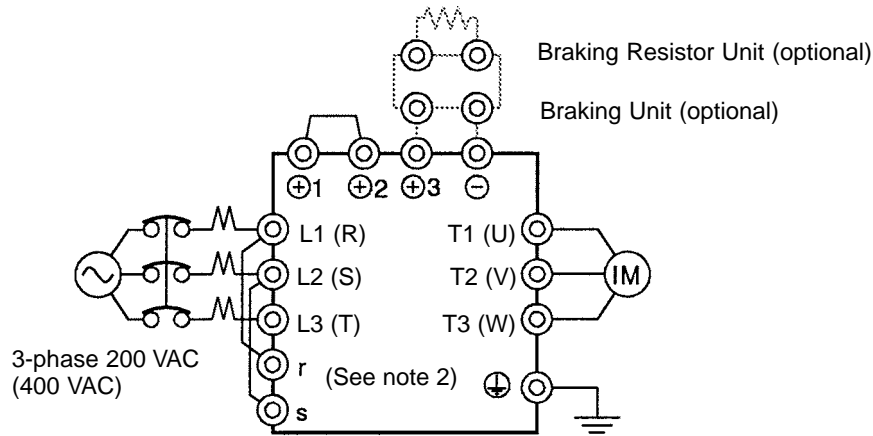 Braking Resistor Unit (optional)
Braking Unit (optional)
⊕1 ⊕2 ⊕3 ⊖
L1 (R) T1 (U)
L2 (S) T2 (V) IM
L3 (T) T3 (W)
3-phase 200 VAC
(400 VAC)
r (See note 2)
s